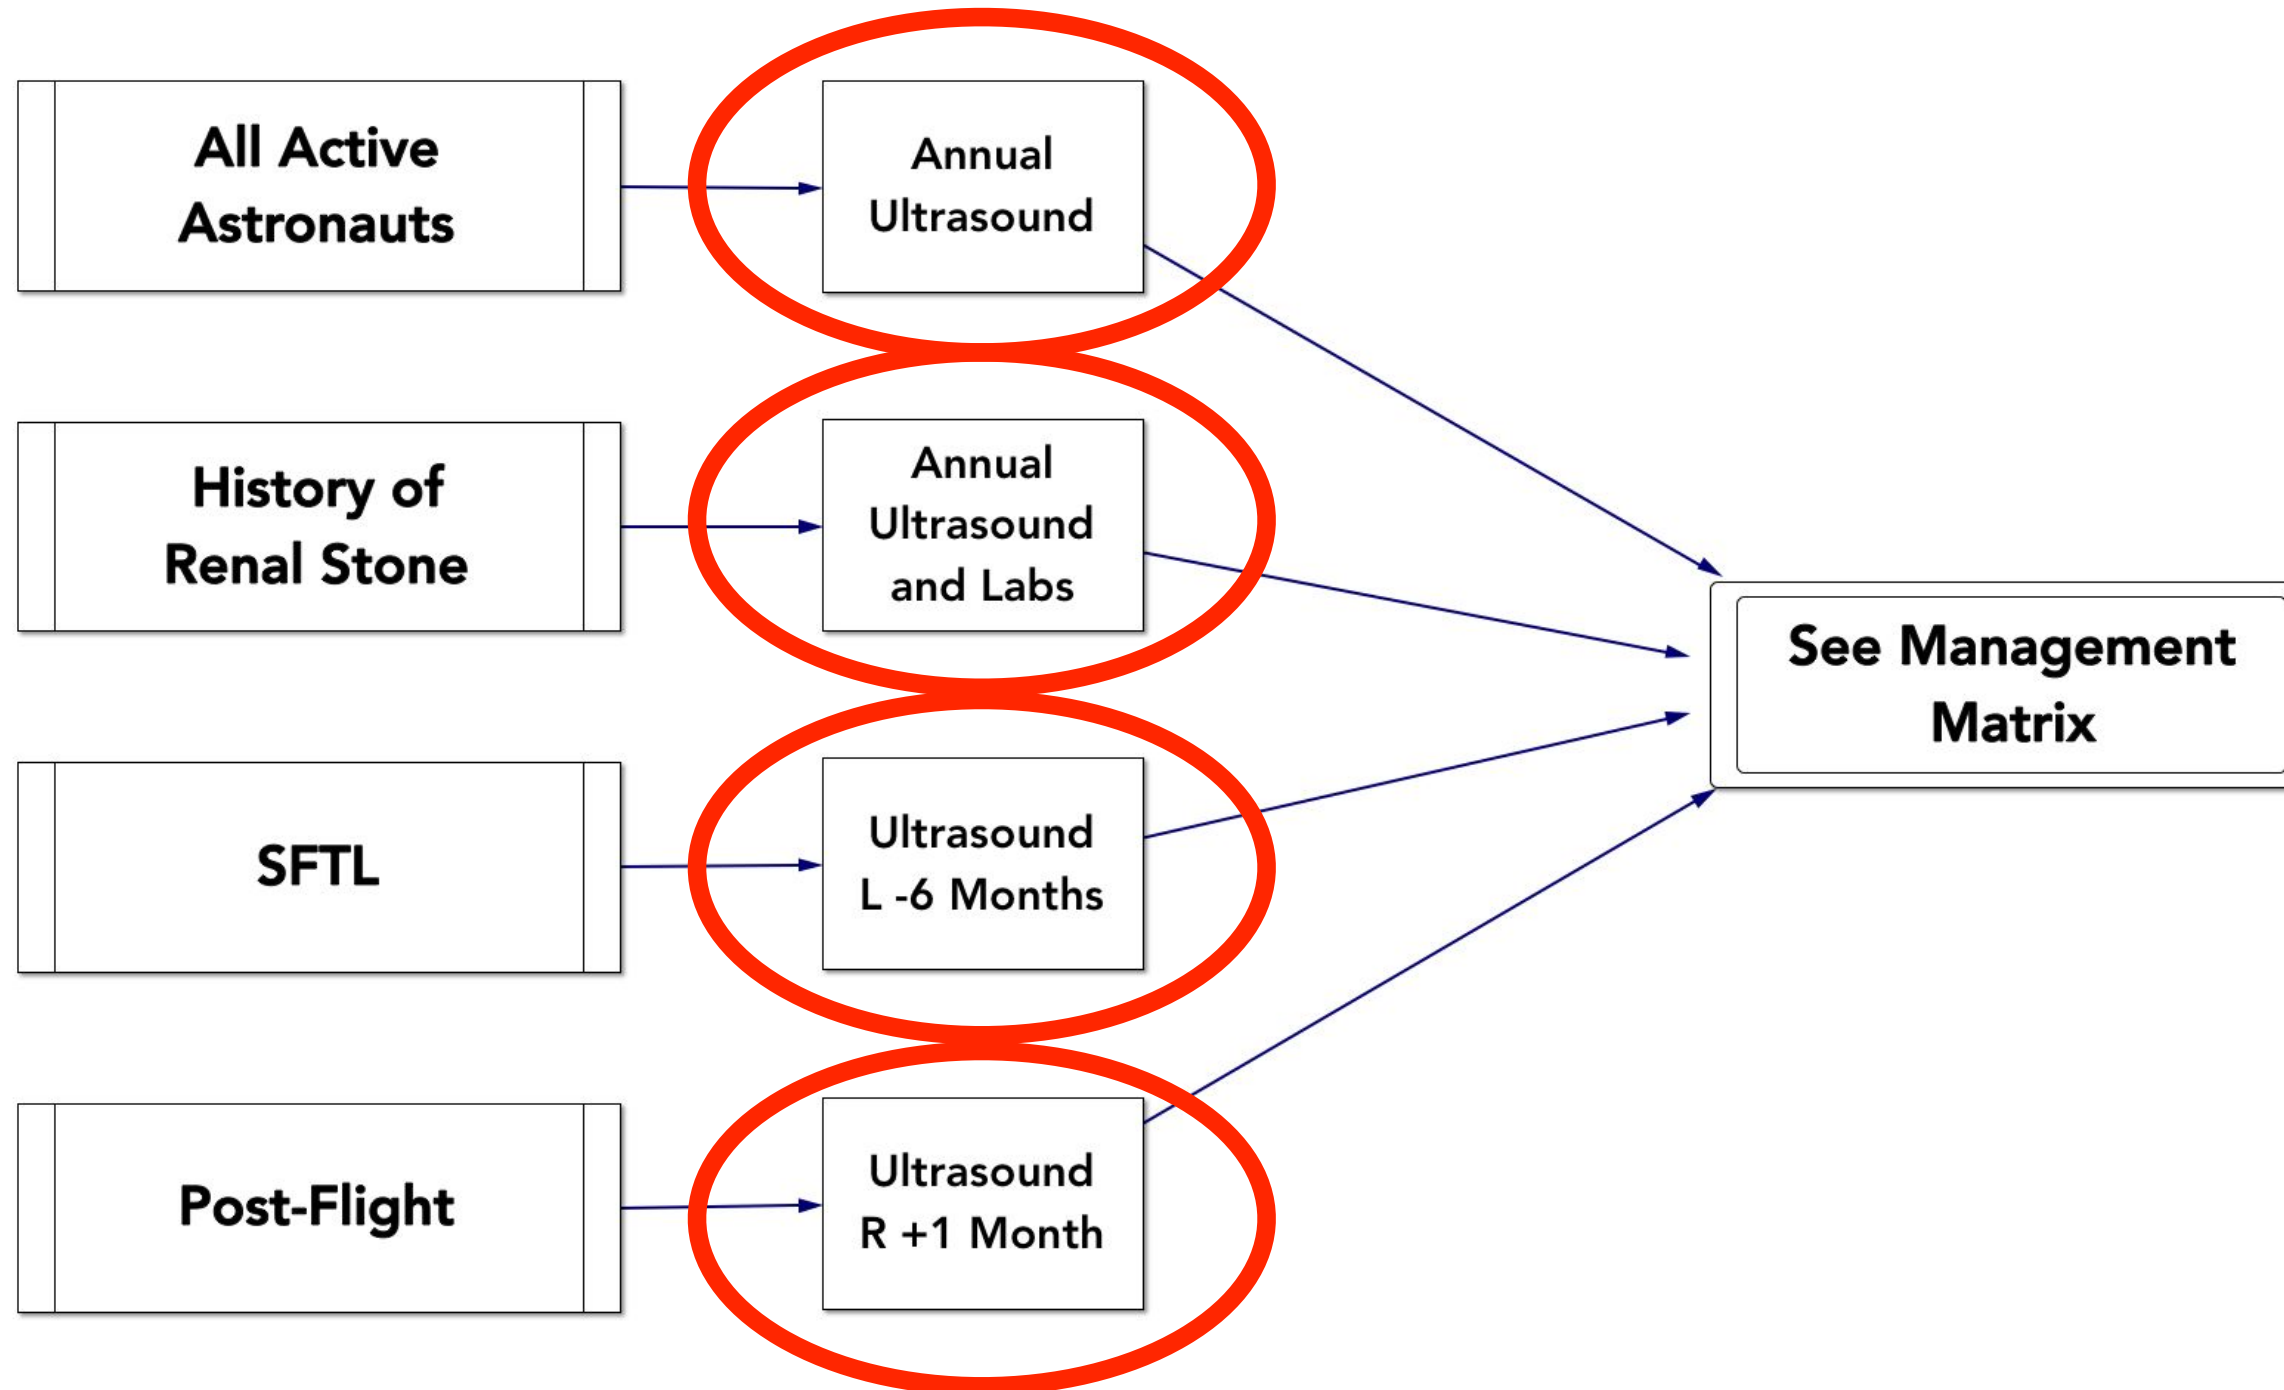 All Active
Astronauts
Annual
Ultrasound
History of
Renal Stone
Annual
Ultrasound
and Labs
SFTL
Ultrasound
L -6 Months
Post-Flight
Ultrasound
R +1 Month
See Management
Matrix